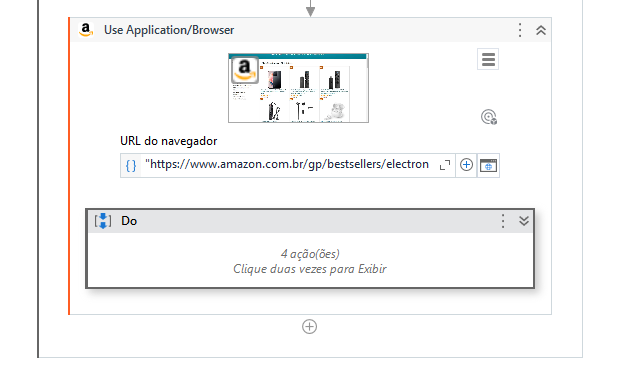 Use Application/Browser
URL do navegador
"https://www.amazon.com.br/gp/bestsellers/electron
Do
4 ação(ões)
Clique duas vezes para Exibir